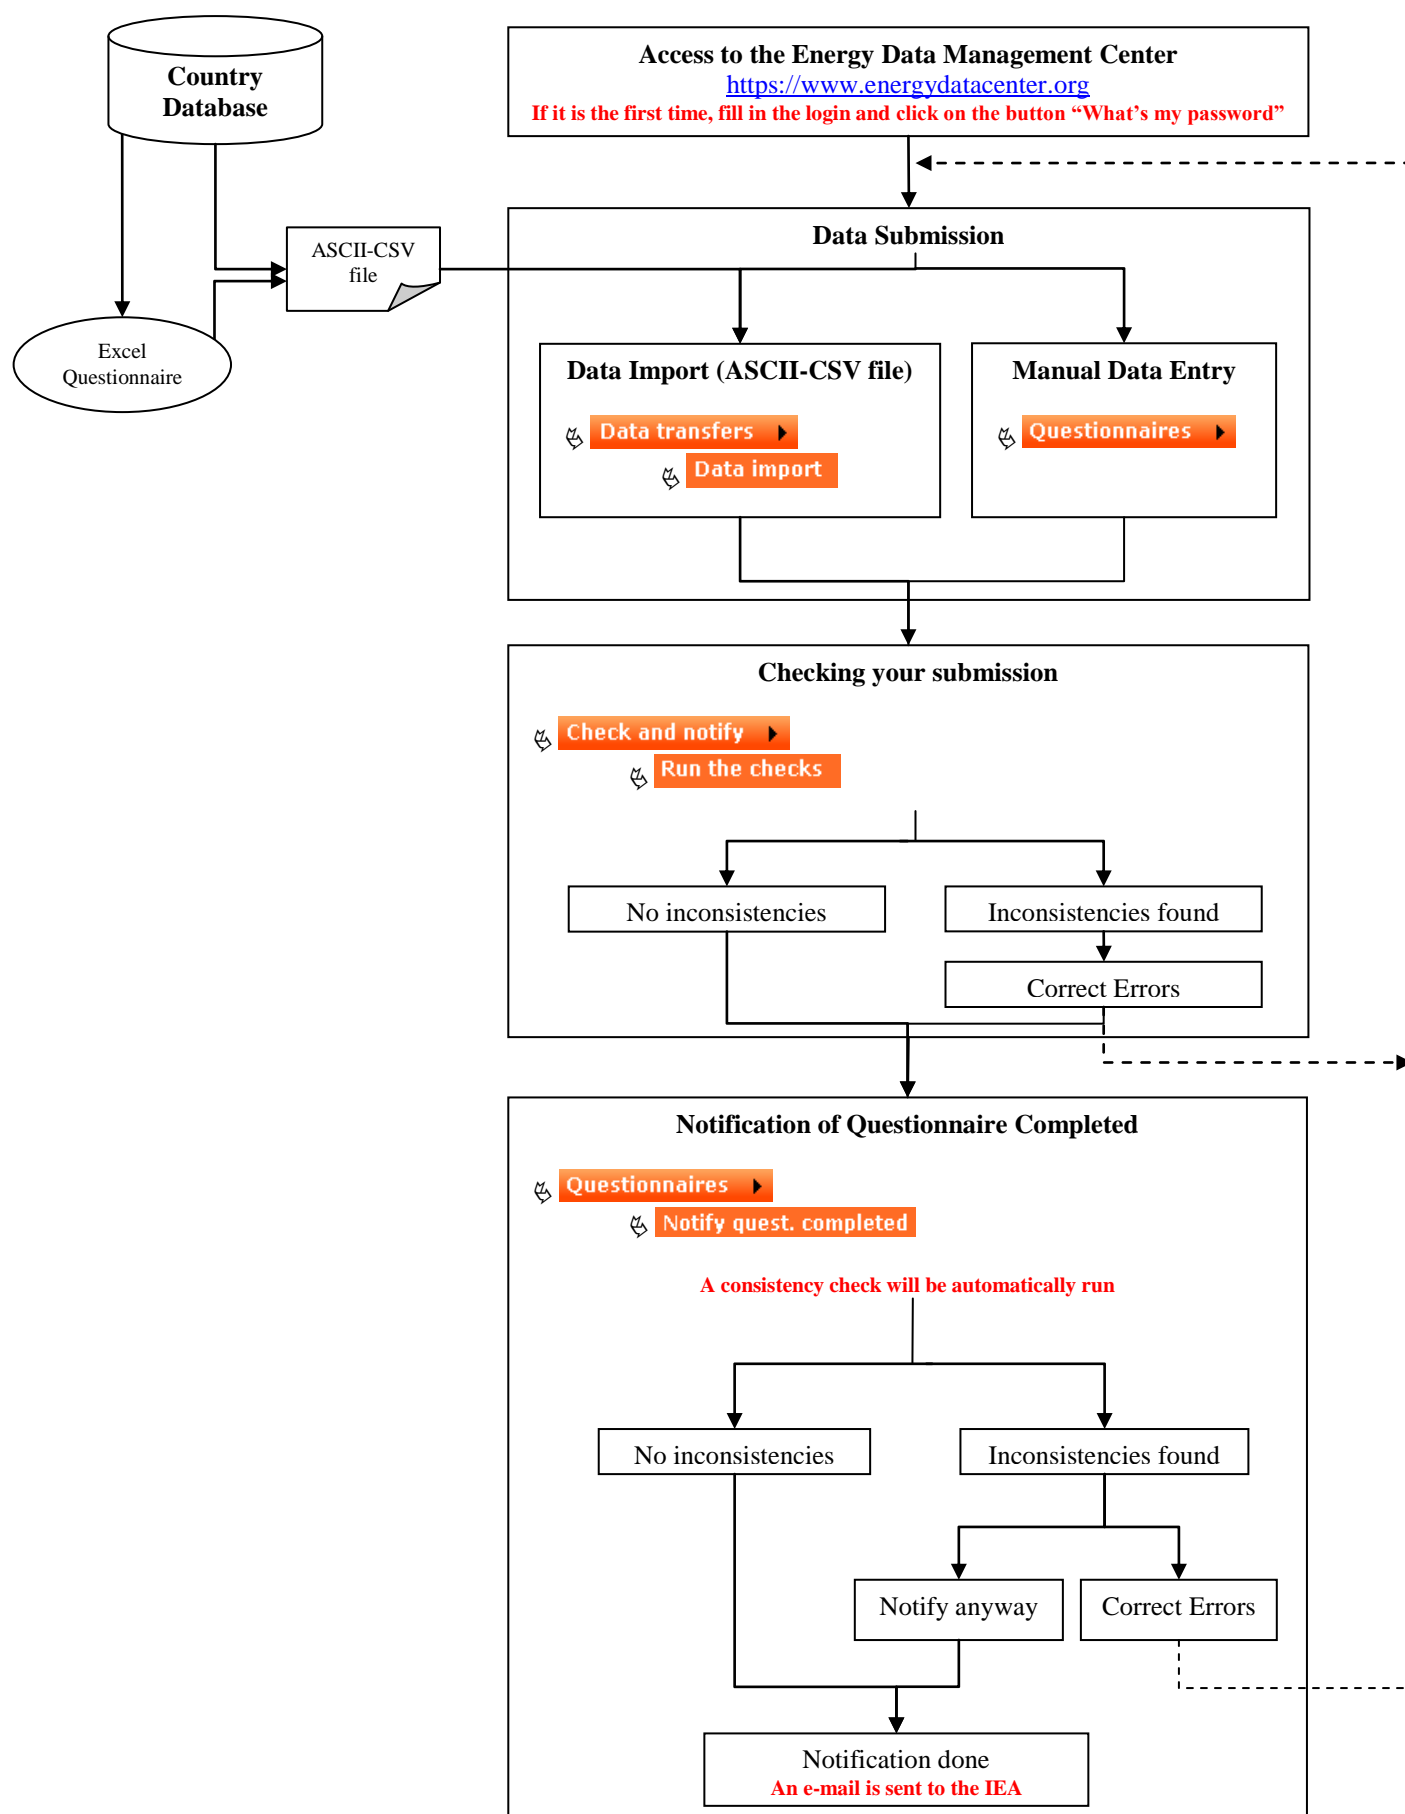 Country
Database
Access to the Energy Data Management Center
https://www.energydatacenter.org
If it is the first time, fill in the login and click on the button “What’s my password”
Data Submission
ASCII-CSV
file
Excel
Questionnaire
Data Import (ASCII-CSV file)
Data transfers
Data import
Manual Data Entry
Questionnaires
Checking your submission
Check and notify
Run the checks
No inconsistencies
Inconsistencies found
Correct Errors
Notification of Questionnaire Completed
Questionnaires
Notify quest. completed
A consistency check will be automatically run
No inconsistencies
Inconsistencies found
Notify anyway
Correct Errors
Notification done
An e-mail is sent to the IEA